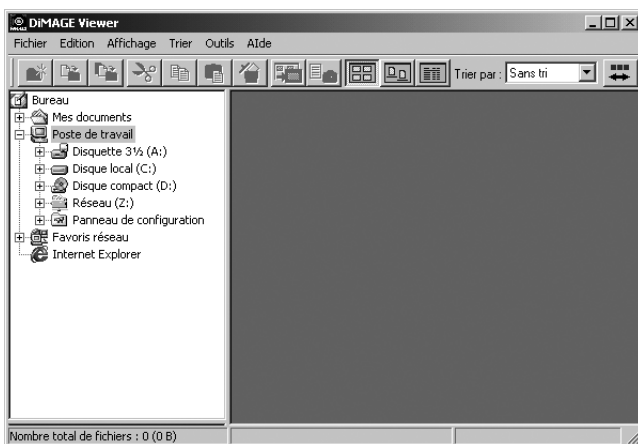 DiMAGE Viewer
Fichier Edition Affichage Trier Outils AIde
Trier par : Sans tri
Bureau
Mes documents
Poste de travail
Disquette 3½ (A:)
Disque local (C:)
Disque compact (D:)
Réseau (Z:)
Panneau de configuration
Favoris réseau
Internet Explorer
Nombre total de fichiers : 0 (0 B)